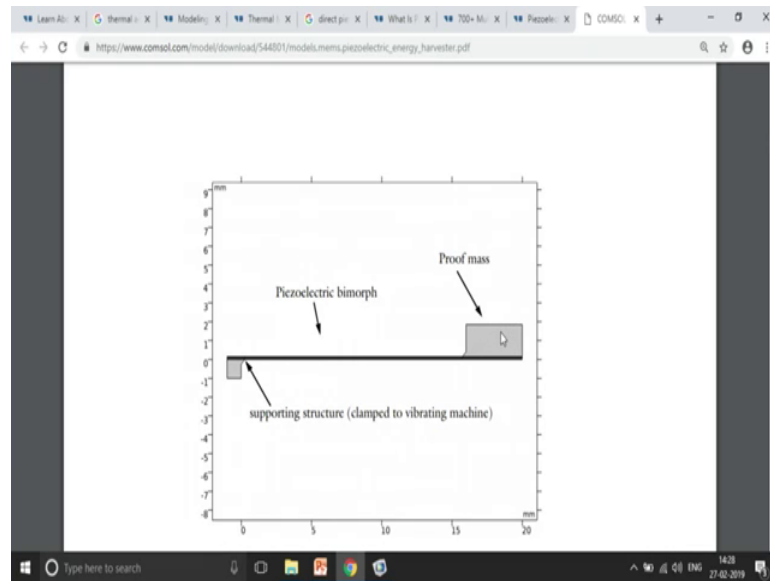 Learn Ab
thermal
Modeling
Thermal
direct pi
What Is
700+ Mu
Piezoele
COMSOL
https://www.comsol.com/model/download/544801/models.mems.piezoelectric_energy_harvester.pdf
mm
9
8
7
6
5
4
3
2
1
0
-1
-2
-3
-4
-5
-6
-7
-8
Proof mass
Piezoelectric bimorph
supporting structure (clamped to vibrating machine)
mm
0 5 10 15 20
Type here to search
ENG
14:28
27-02-2019